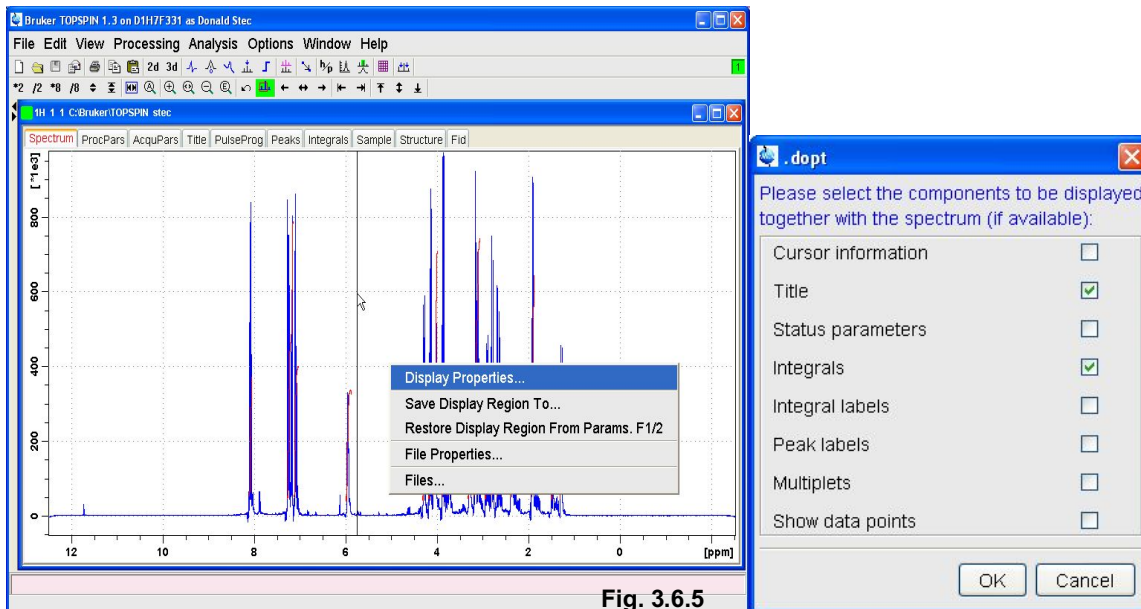 Bruker TOPSPIN 1.3 on D1H7F331 as Donald Stec
File Edit View Processing Analysis Options Window Help
2d 3d h/p 1
*2 /2 *8 /8
1H 1 1 C:\Bruker\TOPSPIN stec
Spectrum ProcPars AcquPars Title PulseProg Peaks Integrals Sample Structure Fid
[*1e3]
800
600
400
200
0
12 10 8 6 4 2 0 [ppm]
Display Properties...
Save Display Region To...
Restore Display Region From Params. F1/2
File Properties...
Files...
Fig. 3.6.5
.dopt
Please select the components to be displayed
together with the spectrum (if available):
Cursor information
Title
Status parameters
Integrals
Integral labels
Peak labels
Multiplets
Show data points
OK Cancel